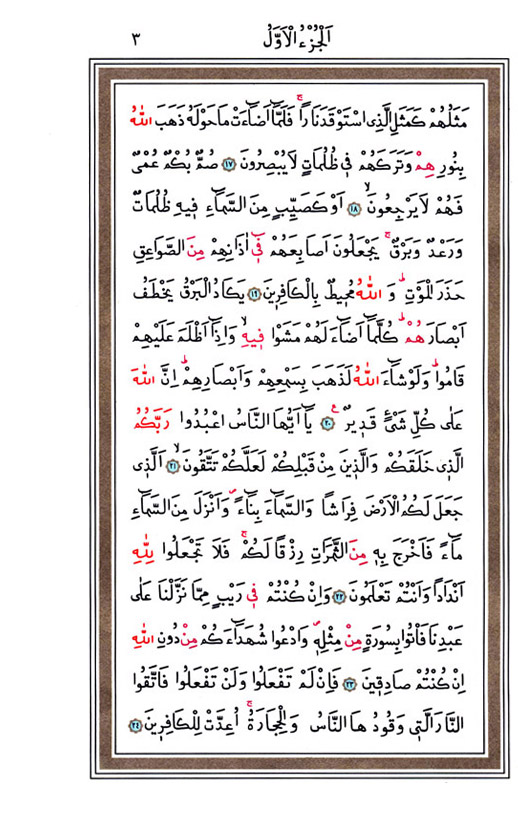 اَلْجُزْءُ الْاَوَّلُ ٣
مَثَلُهُمْ كَمَثَلِ الَّذِي اسْتَوْقَدَ نَارًاۚ فَلَمَّٓا اَضَٓاءَتْ مَا حَوْلَهُ ذَهَبَ اللّٰهُ
بِنُورِهِمْ وَتَرَكَهُمْ فٖي ظُلُمَاتٍ لَا يُبْصِرُونَ ﴿١٧﴾ صُمٌّ بُكْمٌ عُمْيٌ
فَهُمْ لَا يَرْجِعُونَۙ ﴿١٨﴾ اَوْ كَصَيِّبٍ مِنَ السَّمَٓاءِ فٖيهِ ظُلُمَاتٌ
وَرَعْدٌ وَبَرْقٌۚ يَجْعَلُونَ اَصَابِعَهُمْ فٖٓي اٰذَانِهِمْ مِنَ الصَّوَاعِقِ
حَذَرَ الْمَوْتِؕ وَاللّٰهُ مُحٖيطٌ بِالْكَافِرٖينَ ﴿١٩﴾ يَكَادُ الْبَرْقُ يَخْطَفُ
اَبْصَارَهُمْؕ كُلَّمَٓا اَضَٓاءَ لَهُمْ مَشَوْا فٖيهِۙ وَاِذَٓا اَظْلَمَ عَلَيْهِمْ
قَامُواؕ وَلَوْ شَٓاءَ اللّٰهُ لَذَهَبَ بِسَمْعِهِمْ وَاَبْصَارِهِمْؕ اِنَّ اللّٰهَ
عَلٰى كُلِّ شَیْءٍ قَدٖيرٌࣖ ﴿٢٠﴾ يَٓا اَيُّهَا النَّاسُ اعْبُدُوا رَبَّكُمُ
الَّذٖي خَلَقَكُمْ وَالَّذٖينَ مِنْ قَبْلِكُمْ لَعَلَّكُمْ تَتَّقُونَۙ ﴿٢١﴾ اَلَّذٖي
جَعَلَ لَكُمُ الْاَرْضَ فِرَاشًا وَالسَّمَٓاءَ بِنَٓاءًࣕ وَاَنْزَلَ مِنَ السَّمَٓاءِ
مَٓاءً فَاَخْرَجَ بِهٖ مِنَ الثَّمَرَاتِ رِزْقًا لَكُمْۚ فَلَا تَجْعَلُوا لِلّٰهِ
اَنْدَادًا وَاَنْتُمْ تَعْلَمُونَ ﴿٢٢﴾ وَاِنْ كُنْتُمْ فٖي رَيْبٍ مِمَّا نَزَّلْنَا عَلٰى
عَبْدِنَا فَأْتُوا بِسُورَةٍ مِنْ مِثْلِهٖࣕ وَادْعُوا شُهَدَٓاءَكُمْ مِنْ دُونِ اللّٰهِ
اِنْ كُنْتُمْ صَادِقٖينَ ﴿٢٣﴾ فَاِنْ لَمْ تَفْعَلُوا وَلَنْ تَفْعَلُوا فَاتَّقُوا
النَّارَ الَّتٖي وَقُودُهَا النَّاسُ وَالْحِجَارَةُۚ اُعِدَّتْ لِلْكَافِرٖينَ ﴿٢٤﴾